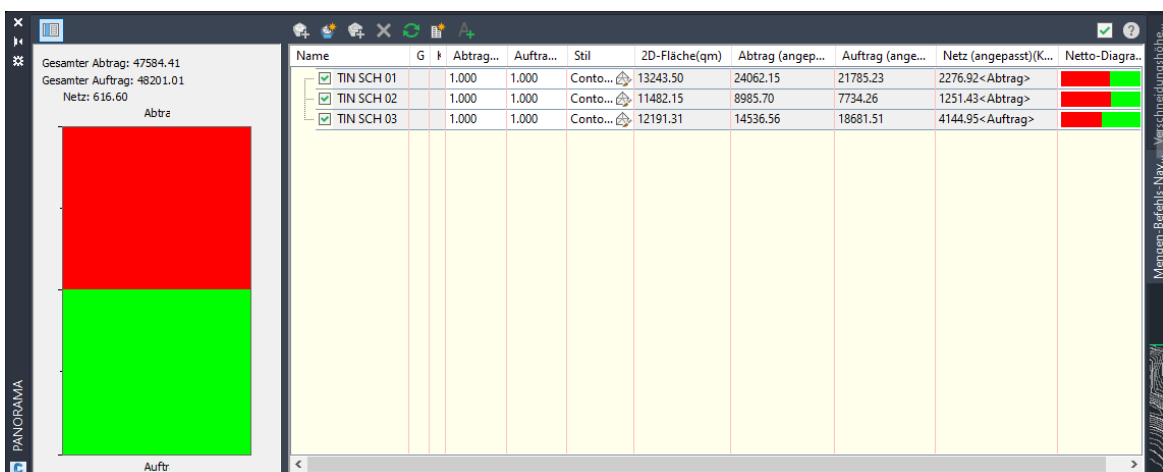 Gesamter Abtrag: 47584.41
Gesamter Auftrag: 48201.01
Netz: 616.60
Abtra
Auftr
PANORAMA
Name G K Abtrag... Auftra... Stil 2D-Fläche(qm) Abtrag (angep... Auftrag (ange... Netz (angepasst)(K... Netto-Diagra..
TIN SCH 01 1.000 1.000 Conto... 13243.50 24062.15 21785.23 2276.92<Abtrag>
TIN SCH 02 1.000 1.000 Conto... 11482.15 8985.70 7734.26 1251.43<Abtrag>
TIN SCH 03 1.000 1.000 Conto... 12191.31 14536.56 18681.51 4144.95<Auftrag>
Verschneidungshöhe...
Mengen-Befehls-Nav...